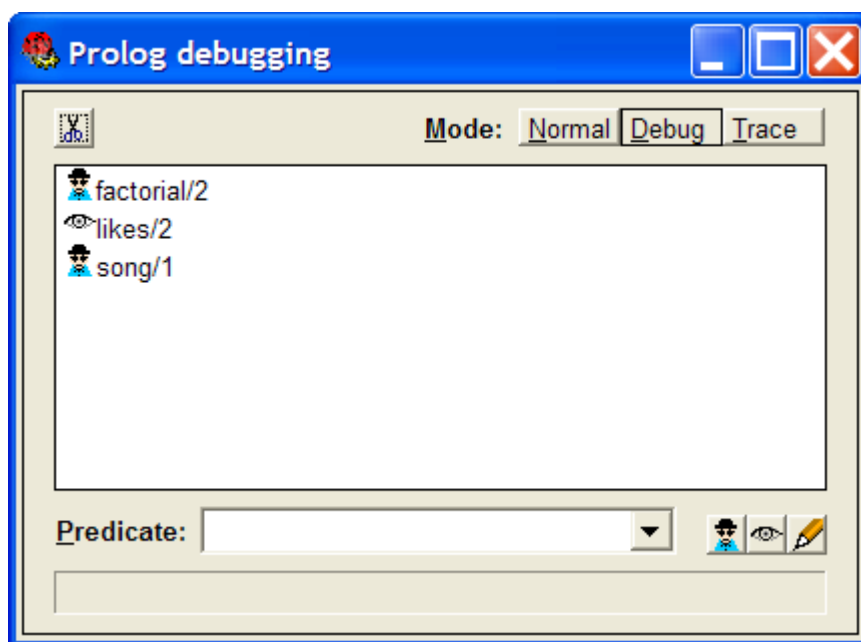 Prolog debugging
Mode: Normal Debug Trace
factorial/2
likes/2
song/1
Predicate: